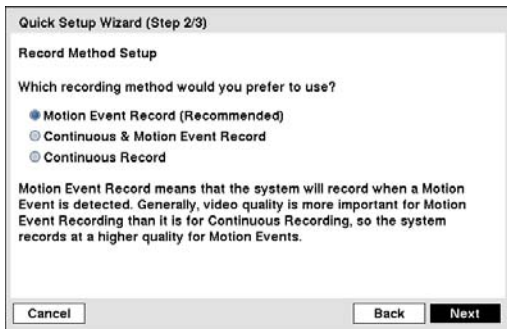 Quick Setup Wizard (Step 2/3)
Record Method Setup
Which recording method would you prefer to use?
Motion Event Record (Recommended)
Continuous & Motion Event Record
Continuous Record
Motion Event Record means that the system will record when a Motion
Event is detected. Generally, video quality is more important for Motion
Event Recording than it is for Continuous Recording, so the system
records at a higher quality for Motion Events.
Cancel Back Next